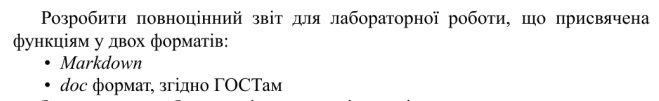 Розробити повноцінний звіт для лабораторної роботи, що присвячена
функціям у двох форматів:
• Markdown
• doc формат, згідно ГОСТам